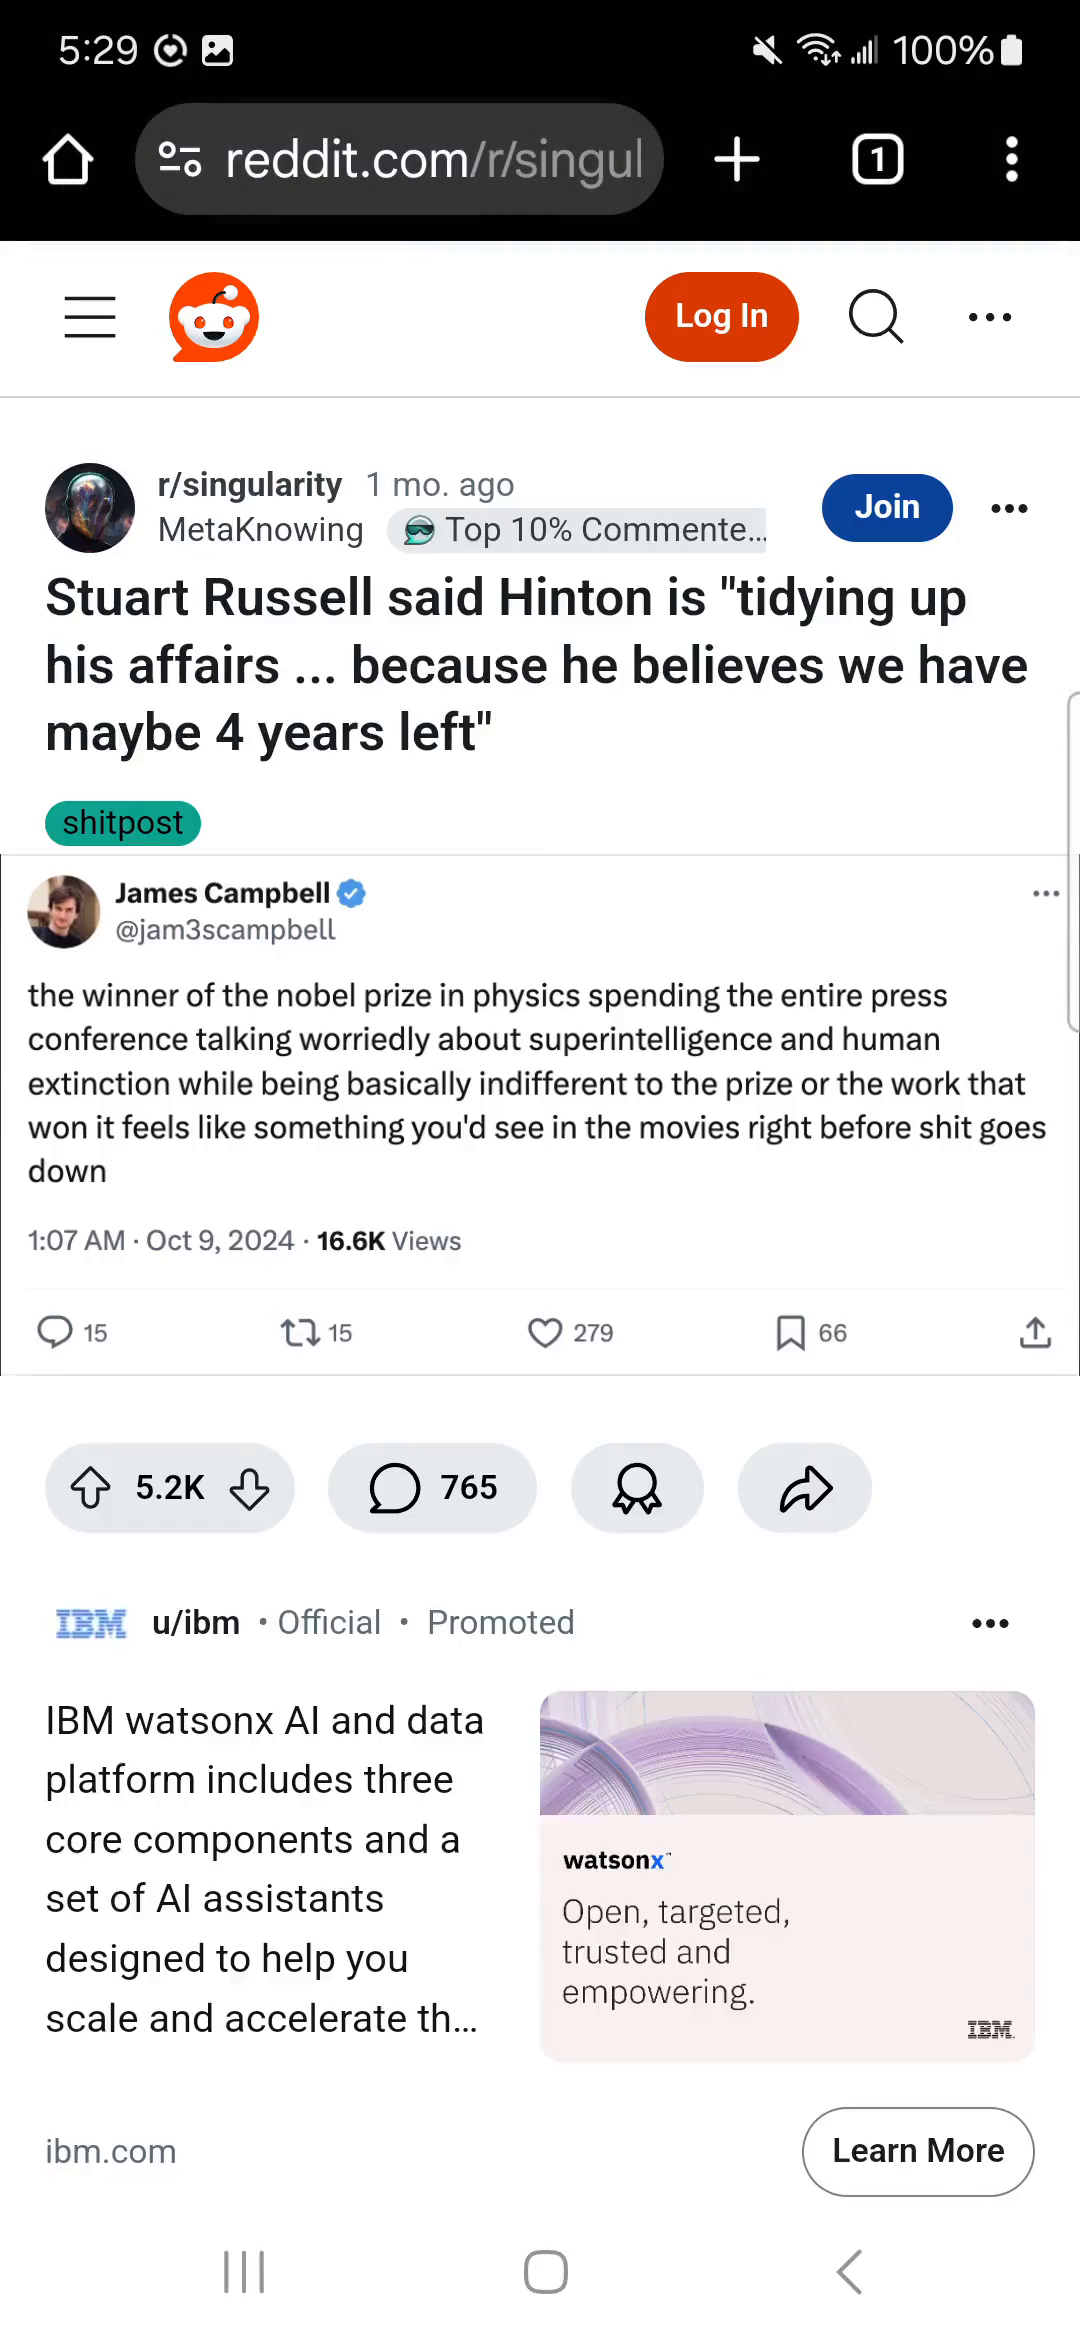 5:29
100%
reddit.com/r/singul
1
Log In
r/singularity 1 mo. ago
MetaKnowing Top 10% Commente...
Join
Stuart Russell said Hinton is "tidying up
his affairs ... because he believes we have
maybe 4 years left"
shitpost
James Campbell
@jam3scampbell
the winner of the nobel prize in physics spending the entire press
conference talking worriedly about superintelligence and human
extinction while being basically indifferent to the prize or the work that
won it feels like something you'd see in the movies right before shit goes
down
1:07 AM · Oct 9, 2024 · 16.6K Views
15 15 279 66
5.2K 765
IBM u/ibm • Official • Promoted
IBM watsonx AI and data
platform includes three
core components and a
set of AI assistants
designed to help you
scale and accelerate th...
watsonx™
Open, targeted,
trusted and
empowering.
IBM.
ibm.com
Learn More